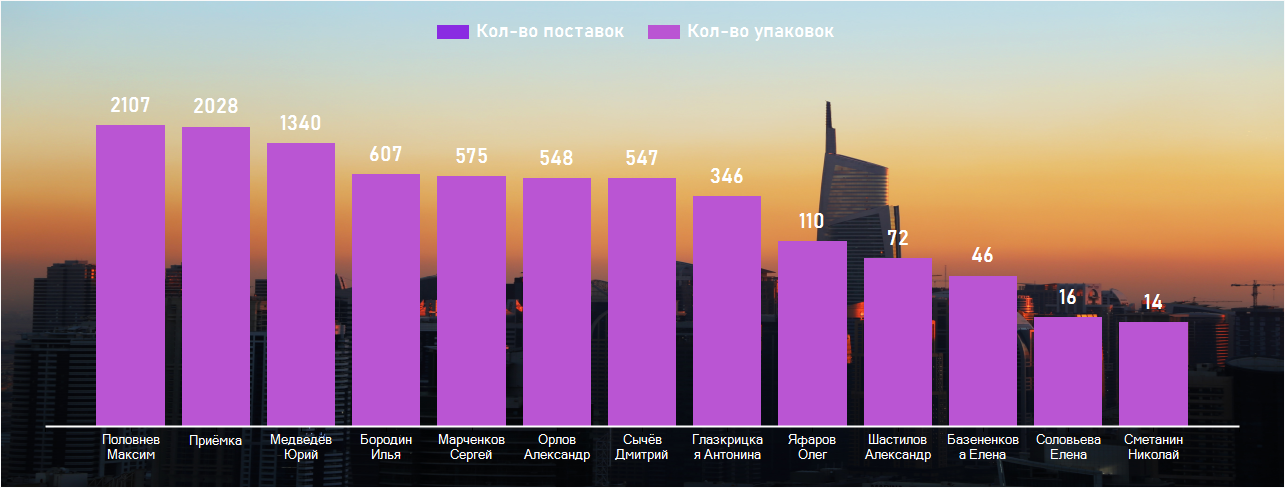 Кол-во поставок Кол-во упаковок
2107 2028 1340 607 575 548 547 346 110 72 46 16 14
Половнев
Максим
Приёмка
Медведев
Юрий
Бородин
Илья
Марченков
Сергей
Орлов
Александр
Сычёв
Дмитрий
Глазкрицка
я Антонина
Яфаров
Олег
Шастилов
Александр
Базененков
а Елена
Соловьева
Елена
Сметанин
Николай